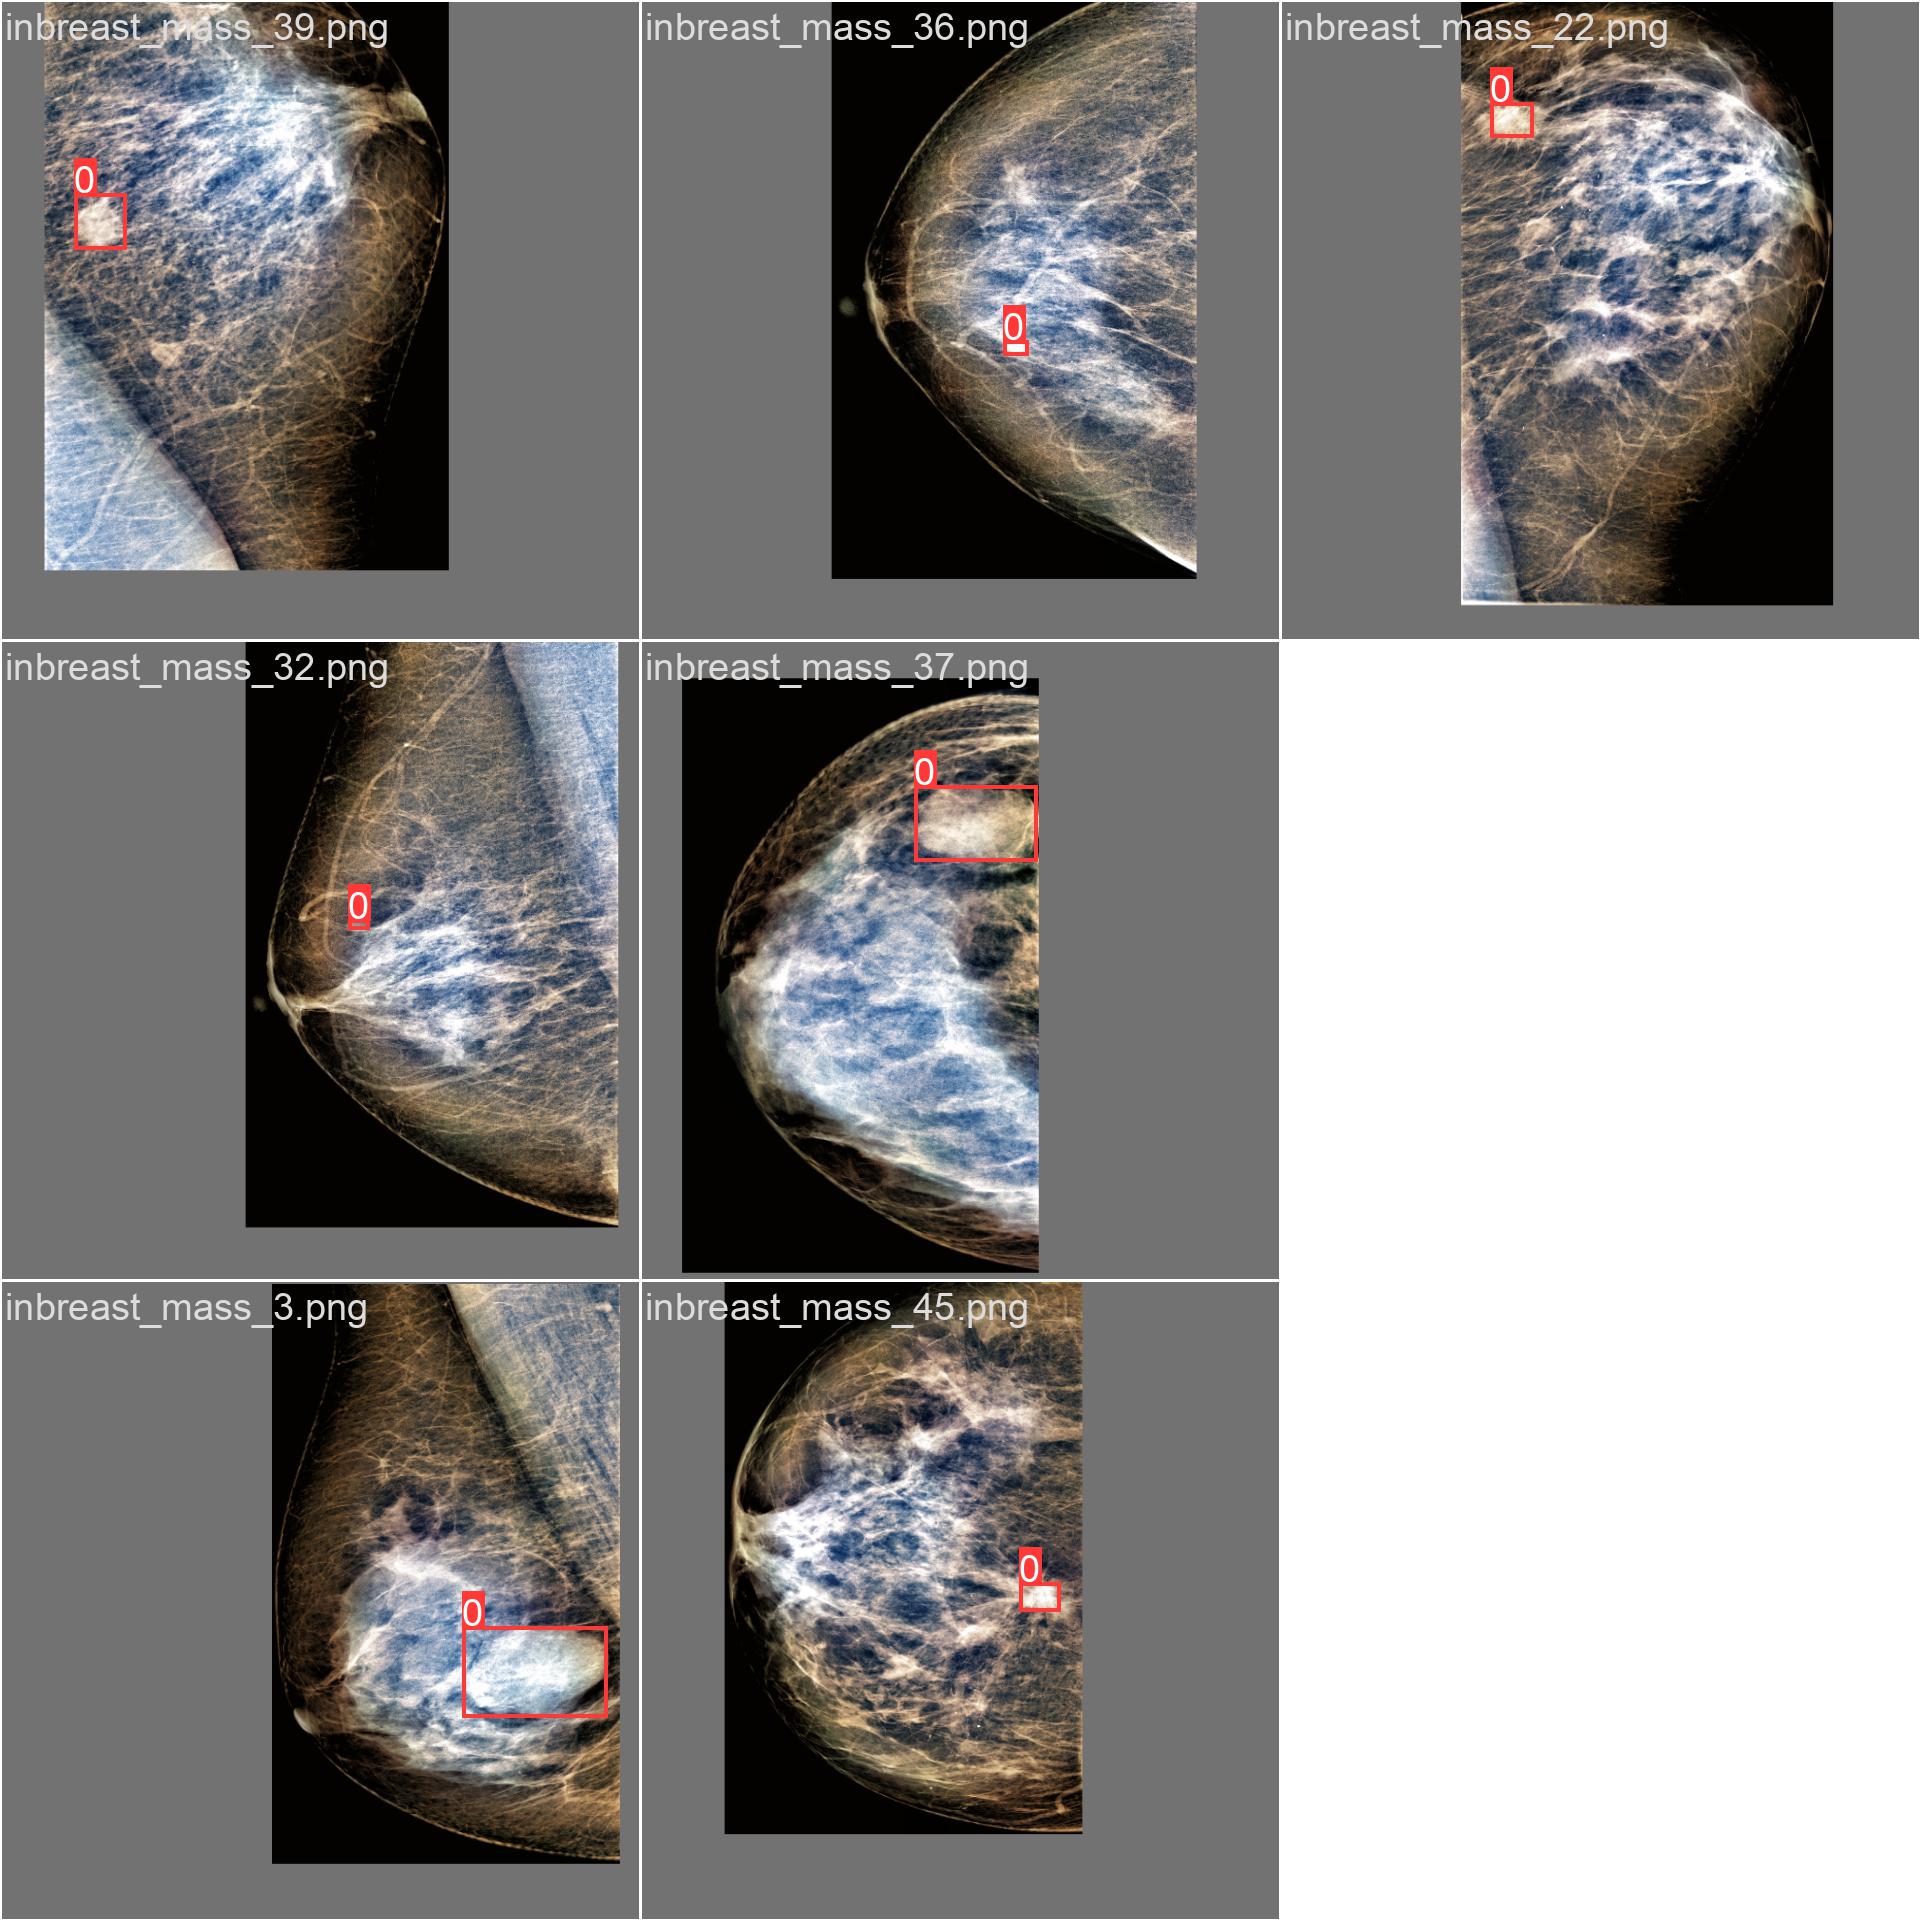 inbreast_mass_39.png
inbreast_mass_36.png
inbreast_mass_22.png
0
0
0
inbreast_mass_32.png
inbreast_mass_37.png
0
0
inbreast_mass_3.png
inbreast_mass_45.png
0
0